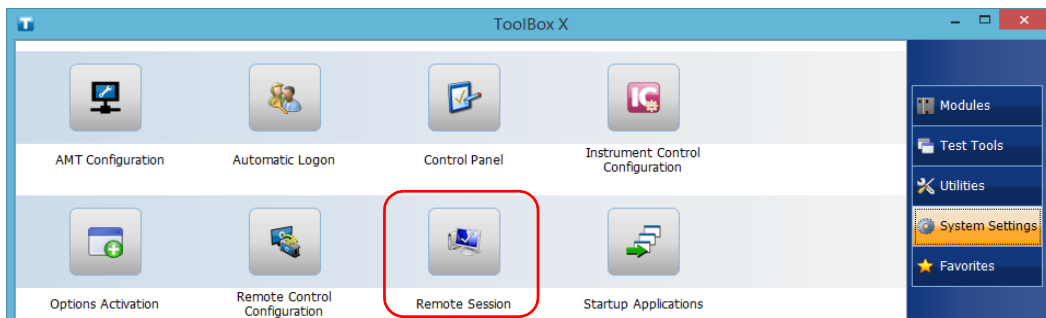 ToolBox X
AMT Configuration
Automatic Logon
Control Panel
Instrument Control
Configuration
Options Activation
Remote Control
Configuration
Remote Session
Startup Applications
Modules
Test Tools
Utilities
System Settings
Favorites